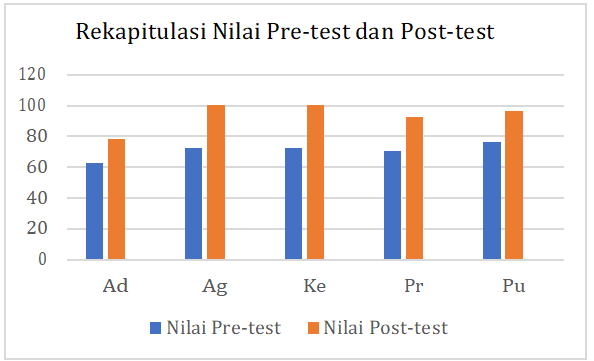 Rekapitulasi Nilai Pre-test dan Post-test
120
100
80
60
40
20
0
Ad Ag Ke Pr Pu
Nilai Pre-test Nilai Post-test